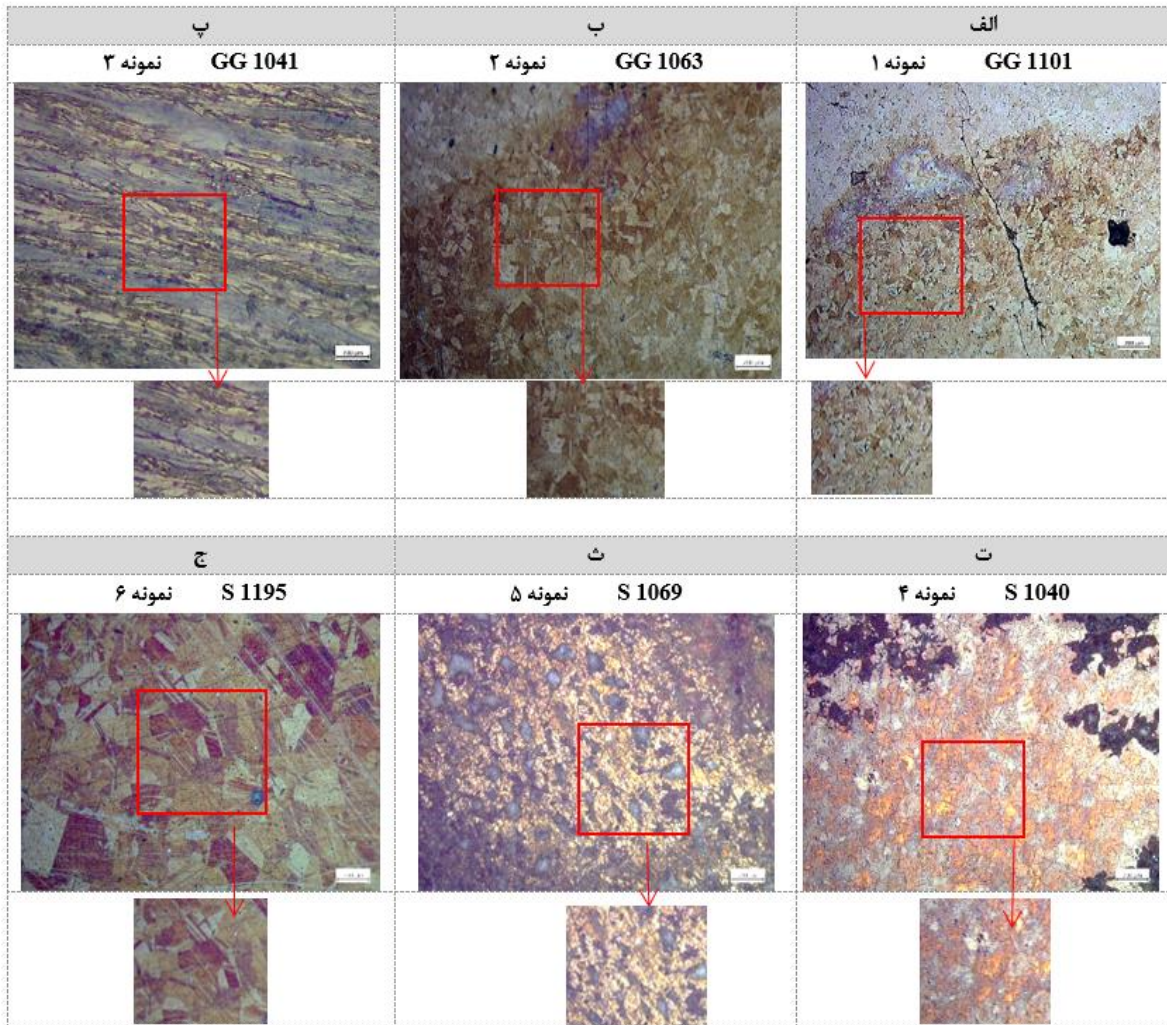 الف
ب
پ
نمونه ۱ GG 1101
نمونه ۲ GG 1063
نمونه ۳ GG 1041
ت
ث
ج
نمونه ۴ S 1040
نمونه ۵ S 1069
نمونه ۶ S 1195